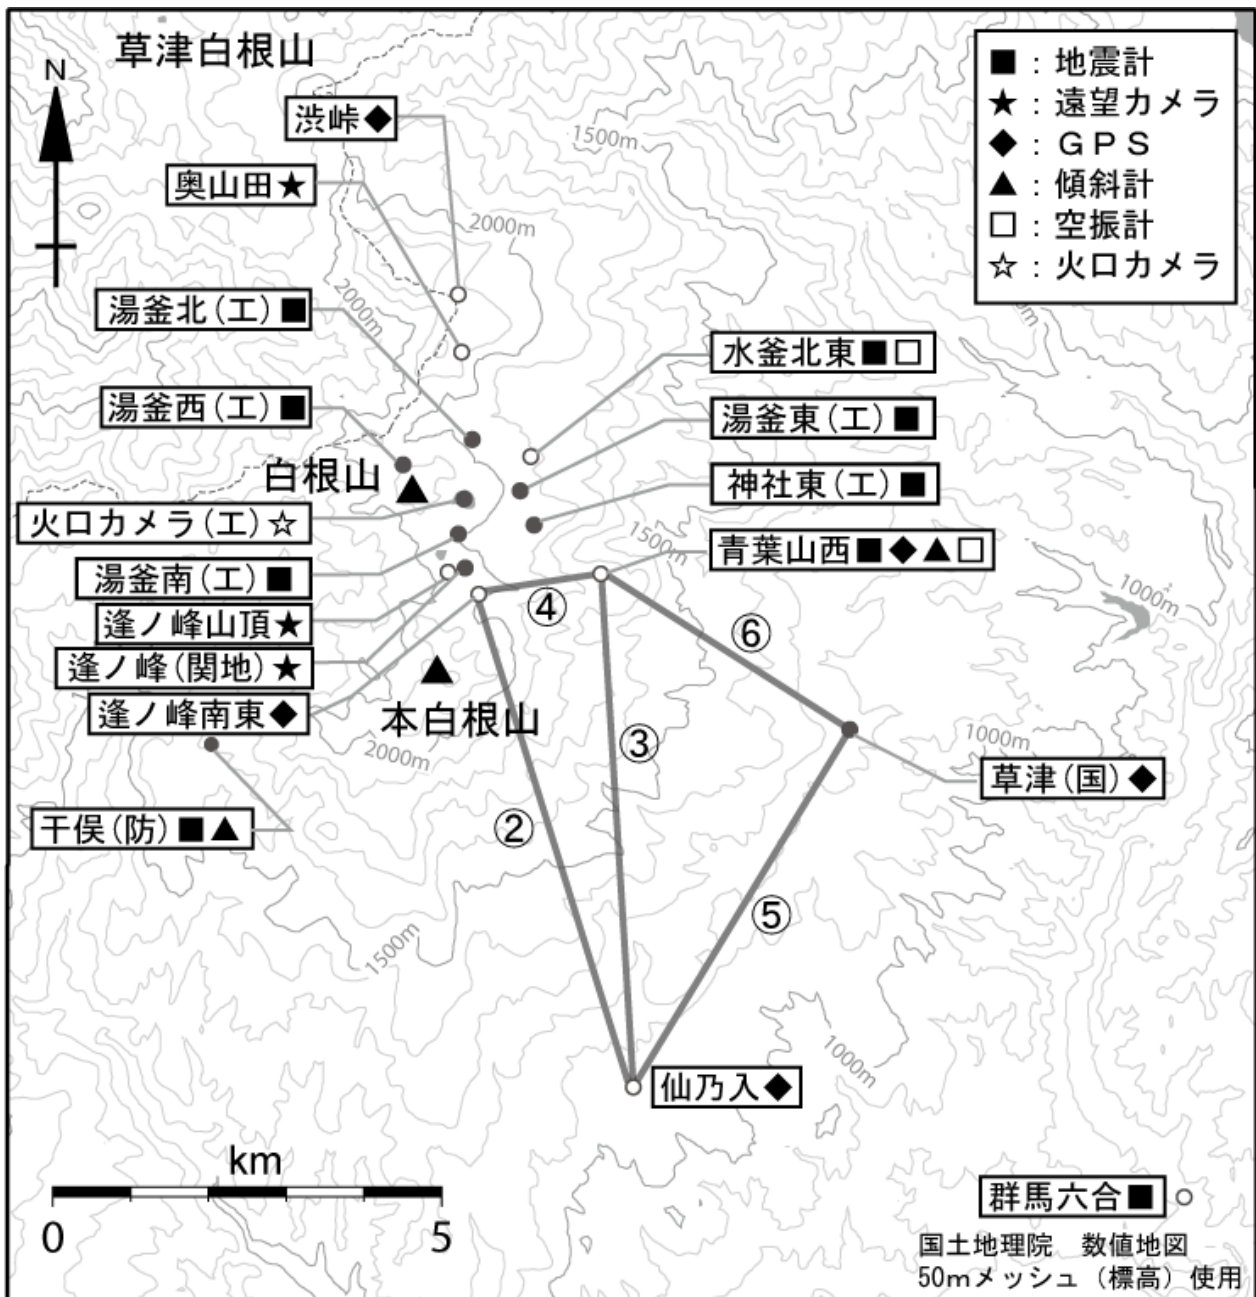 草津白根山
N
■：地震計
★：遠望カメラ
◆：ＧＰＳ
▲：傾斜計
□：空振計
☆：火口カメラ
渋峠◆
1500m
奥山田★
2000m
2000m
湯釜北(工)■
水釜北東■□
湯釜西(工)■
湯釜東(工)■
白根山
神社東(工)■
火口カメラ(工)☆
1500m
青葉山西■◆▲□
湯釜南(工)■
1000m
④
逢ノ峰山頂★
⑥
逢ノ峰(関地)★
逢ノ峰南東◆
本白根山
③
1000m
2000m
草津(国)◆
干俣(防)■▲
②
⑤
1500m
1000m
仙乃入◆
km
0
5
群馬六合■
国土地理院　数値地図
50mメッシュ（標高）使用